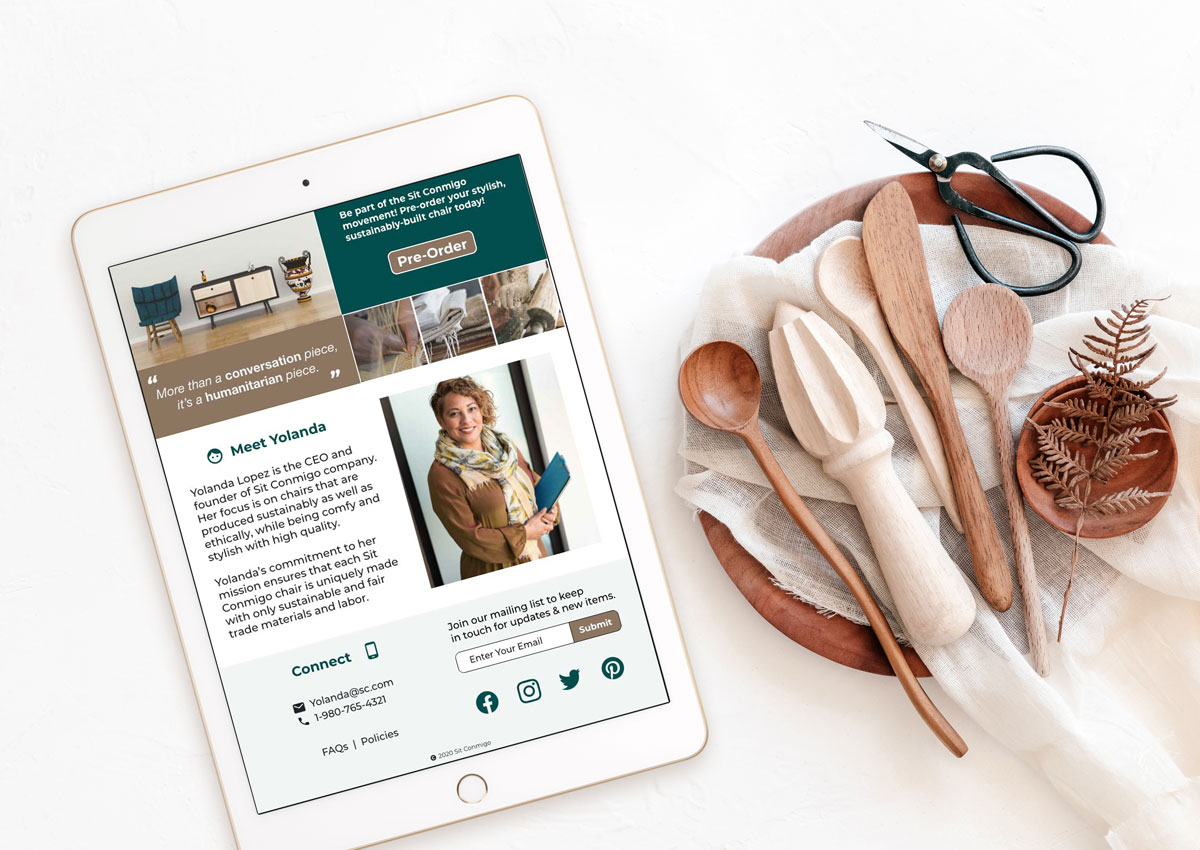 Be part of the Sit Conmigo
movement! Pre-order your stylish,
sustainably-built chair today!
Pre-Order
“ More than a conversation piece,
it's a humanitarian piece. ”
Meet Yolanda
Yolanda Lopez is the CEO and
founder of Sit Conmigo company.
Her focus is on chairs that are
produced sustainably as well as
ethically, while being comfy and
stylish with high quality.
Yolanda's commitment to her
mission ensures that each Sit
Conmigo chair is uniquely made
with only sustainable and fair
trade materials and labor.
Connect
Yolanda@sc.com
1-980-765-4321
FAQs | Policies
Join our mailing list to keep
in touch for updates & new items.
Enter Your Email
Submit
© 2020 Sit Conmigo